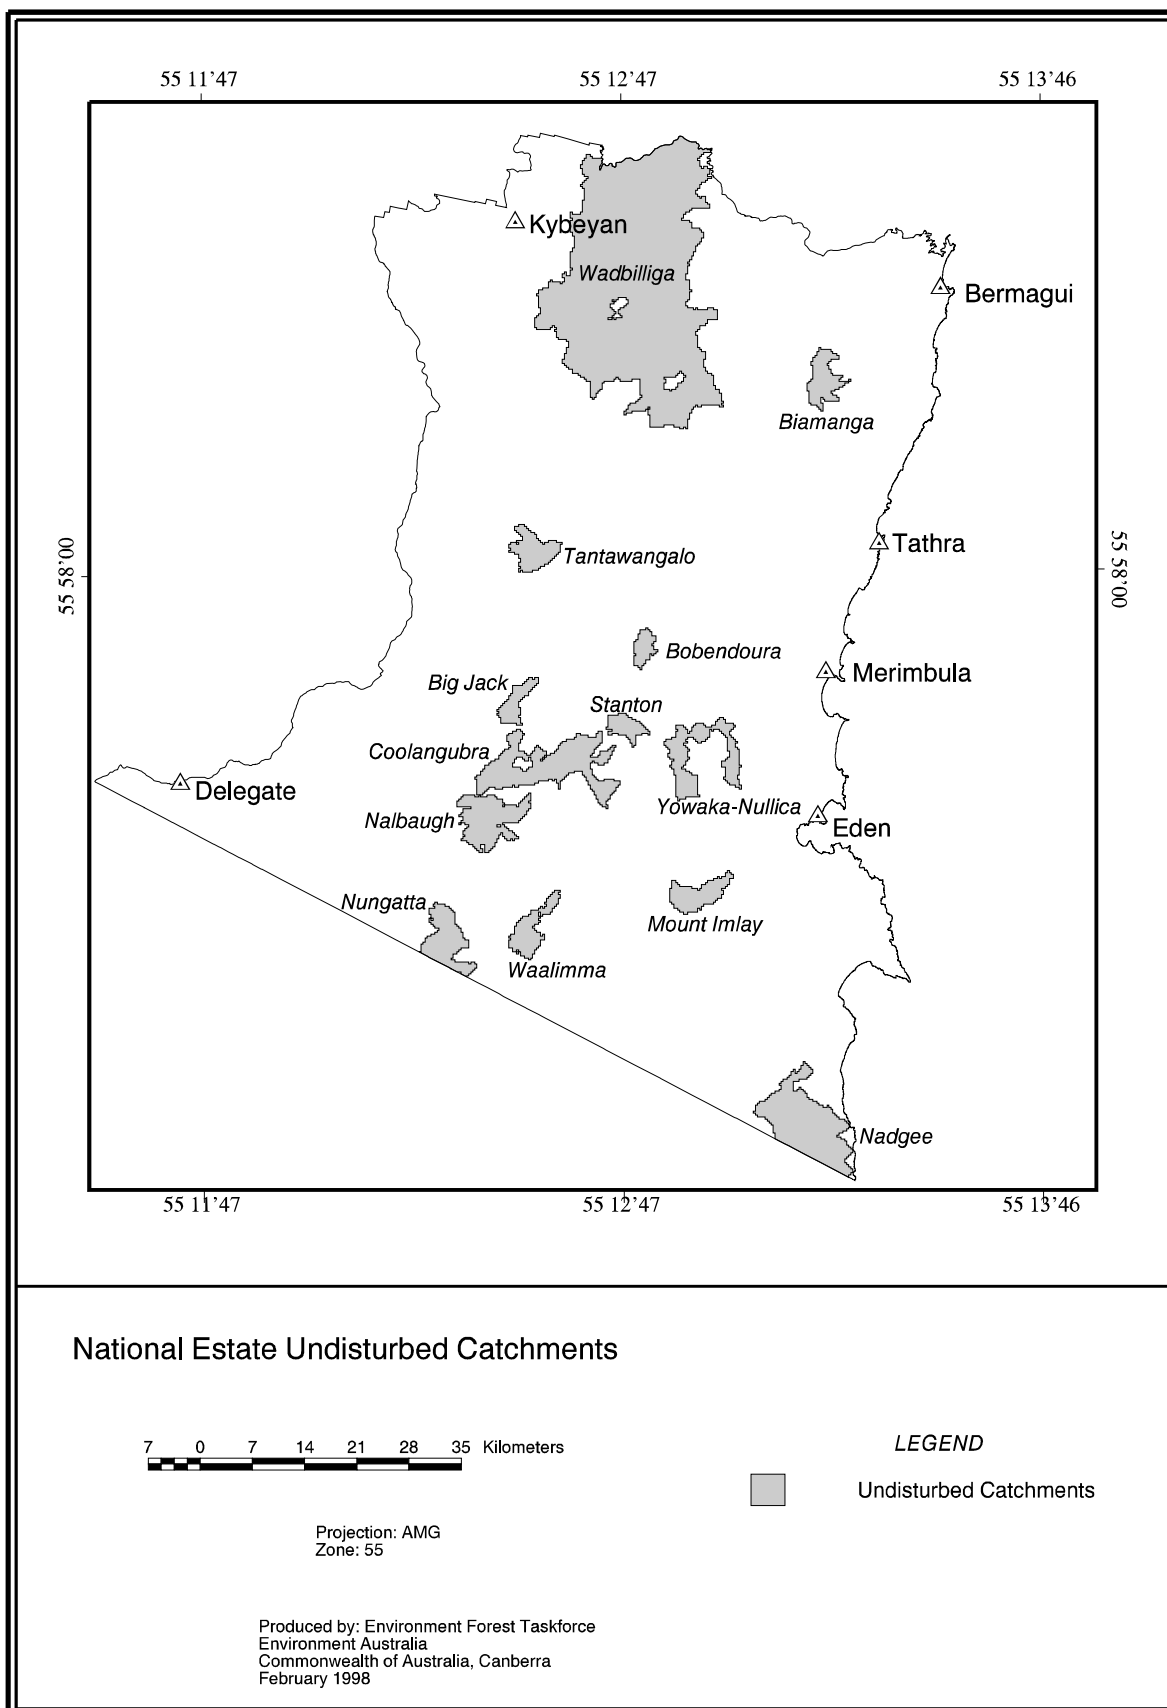 55 11'47 55 12'47 55 13'46
Kybeyan
Wadbilliga
Bermagui
Biamanga
Tathra
Tantawangalo
55 58'00
55 58'00
Bobendoura
Merimbula
Big Jack
Stanton
Coolangubra
Delegate
Yowaka-Nullica
Nalbaugh
Eden
Nungatta
Mount Imlay
Waalimma
Nadgee
55 11'47 55 12'47 55 13'46
National Estate Undisturbed Catchments
7 0 7 14 21 28 35 Kilometers
LEGEND
Undisturbed Catchments
Projection: AMG
Zone: 55
Produced by: Environment Forest Taskforce
Environment Australia
Commonwealth of Australia, Canberra
February 1998